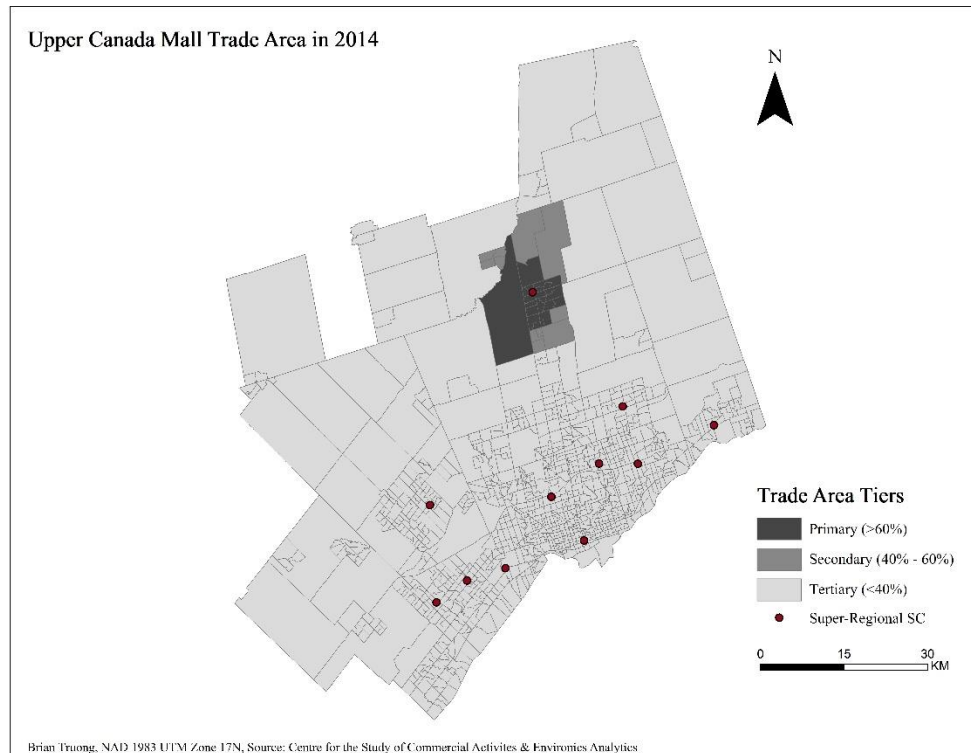 Upper Canada Mall Trade Area in 2014
N
Trade Area Tiers
Primary (>60%)
Secondary (40% - 60%)
Tertiary (<40%)
Super-Regional SC
0 15 30
KM
Brian Truong, NAD 1983 UTM Zone 17N, Source: Centre for the Study of Commercial Activites & Environics Analytics